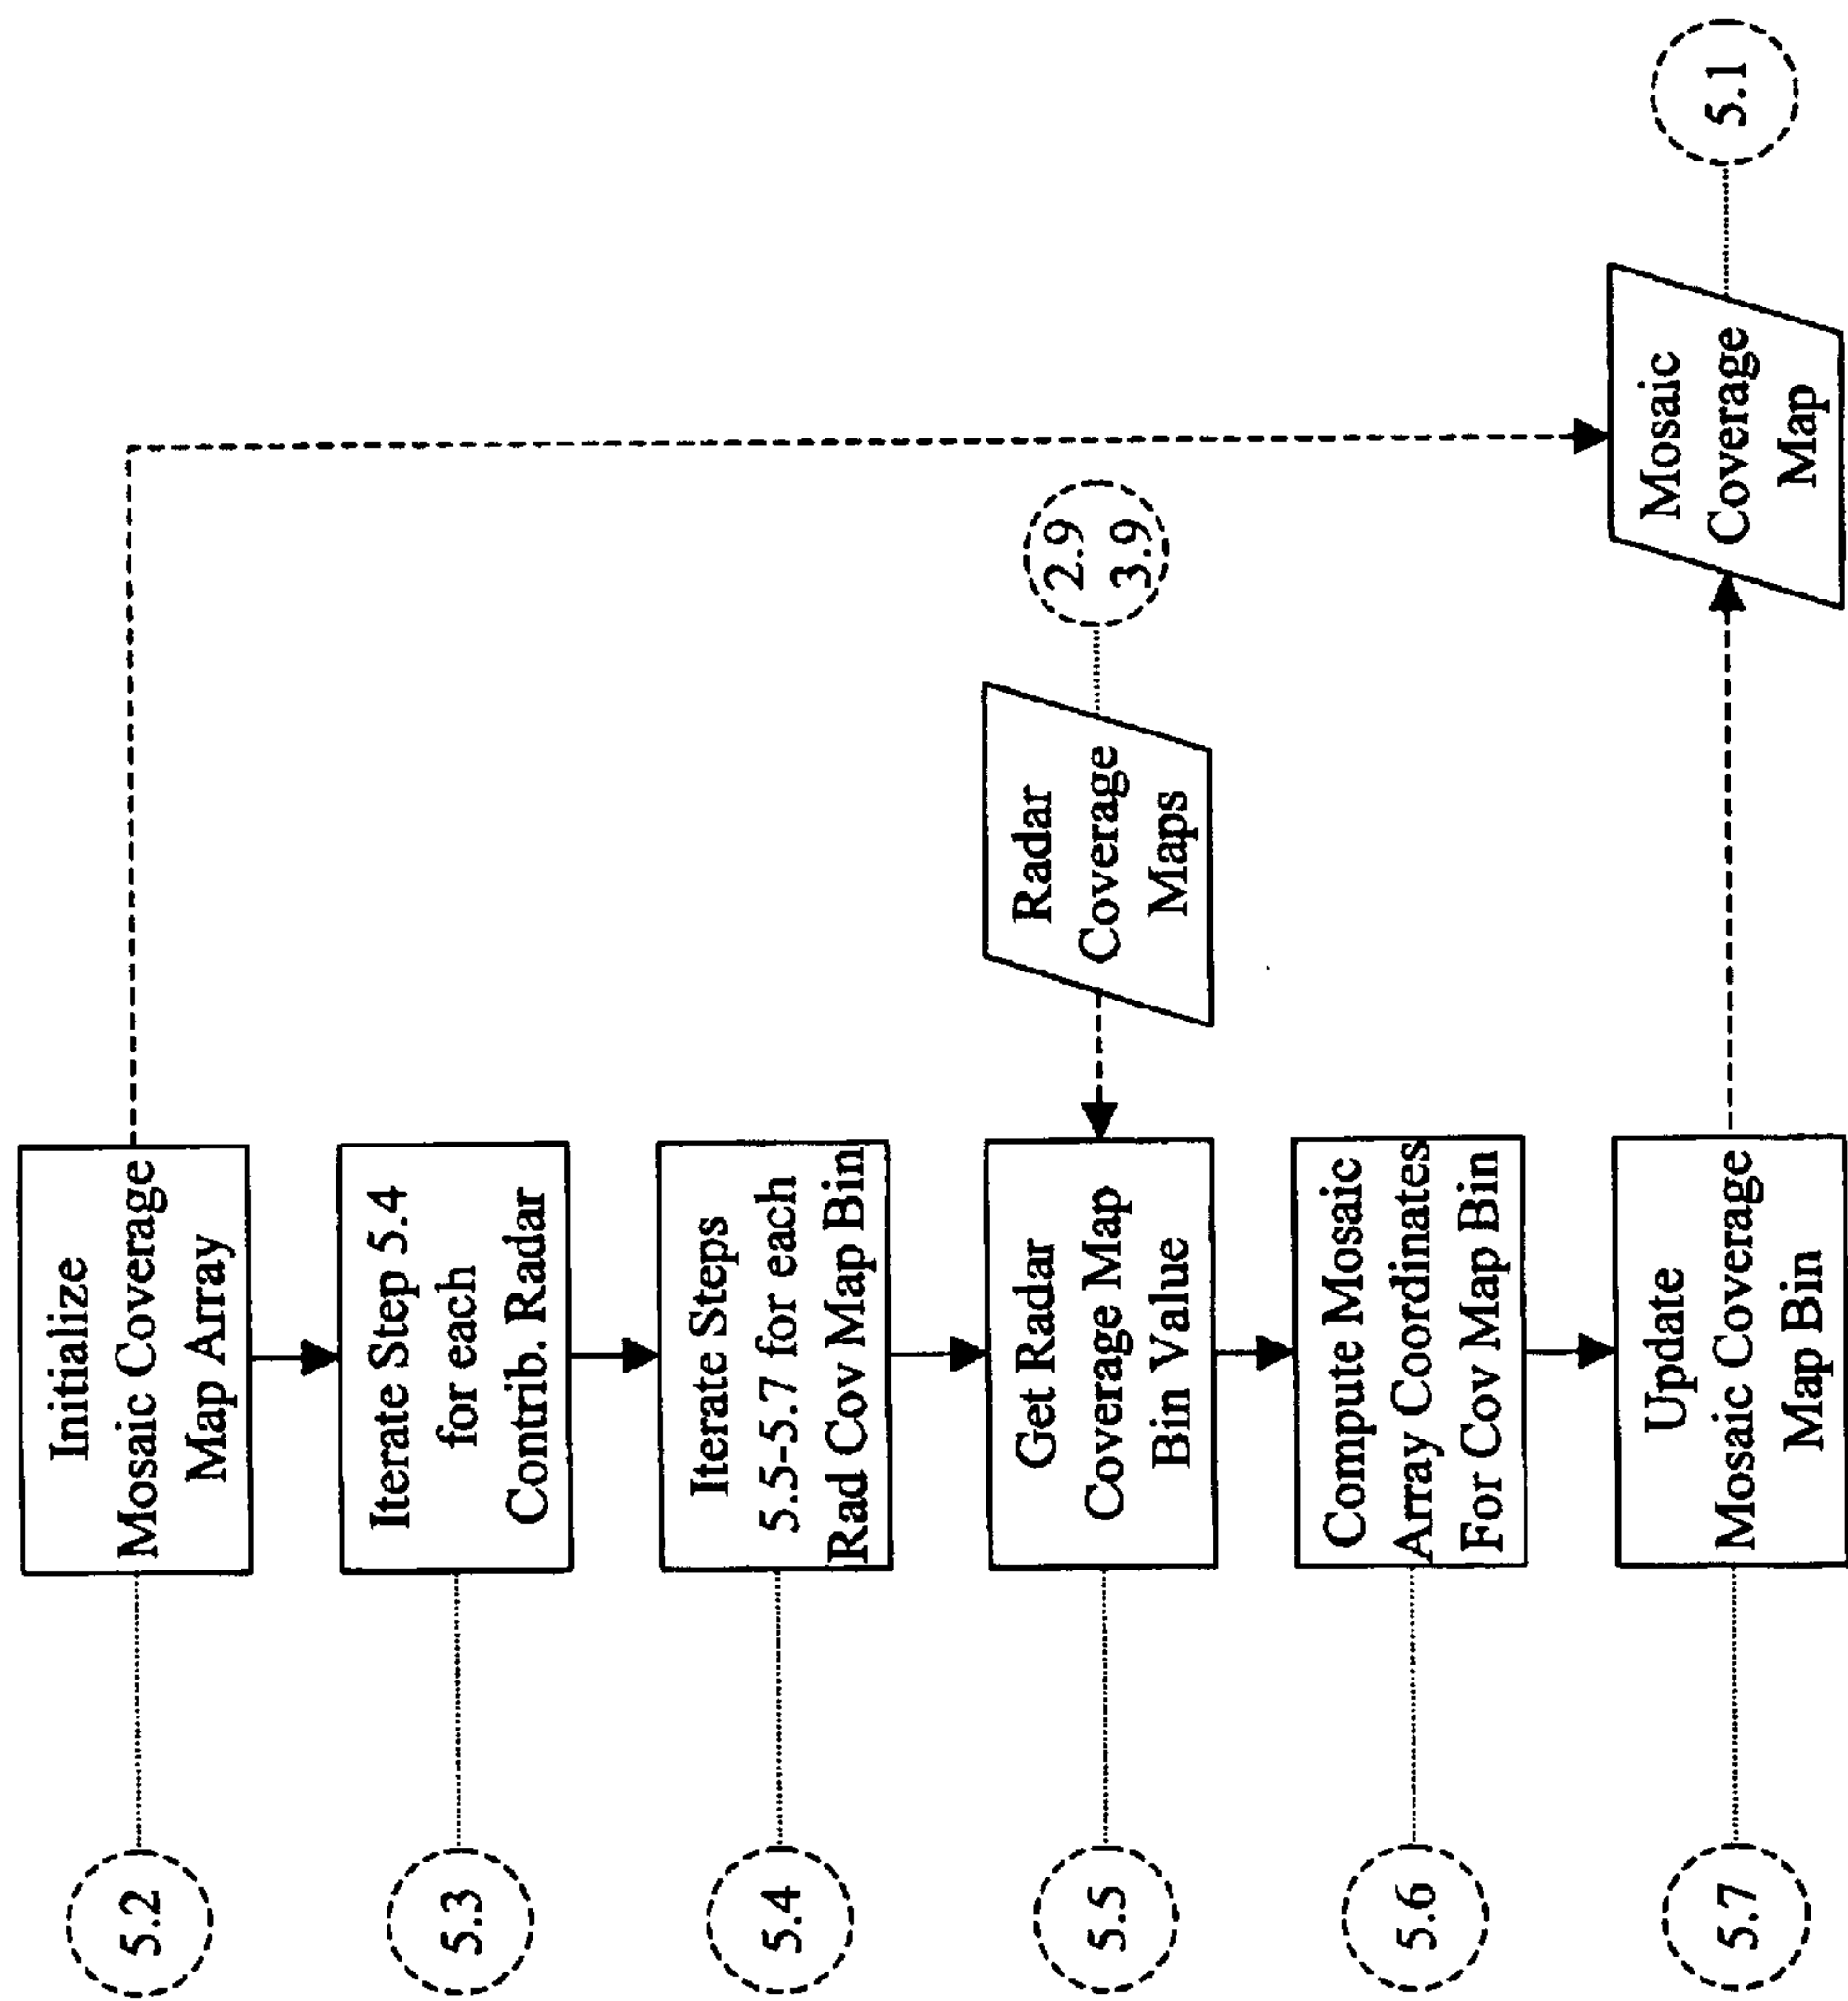 5.2
Initialize
Mosaic Coverage
Map Array
5.3
Iterate Step 5.4
for each
Contrib. Radar
5.4
Iterate Steps
5.5-5.7 for each
Rad Cov Map Bin
5.5
Get Radar
Coverage Map
Bin Value
Radar
Coverage
Maps
2.9
3.9
5.6
Compute Mosaic
Array Coordinates
For Cov Map Bin
5.7
Update
Mosaic Coverage
Map Bin
Mosaic
Coverage
Map
5.1